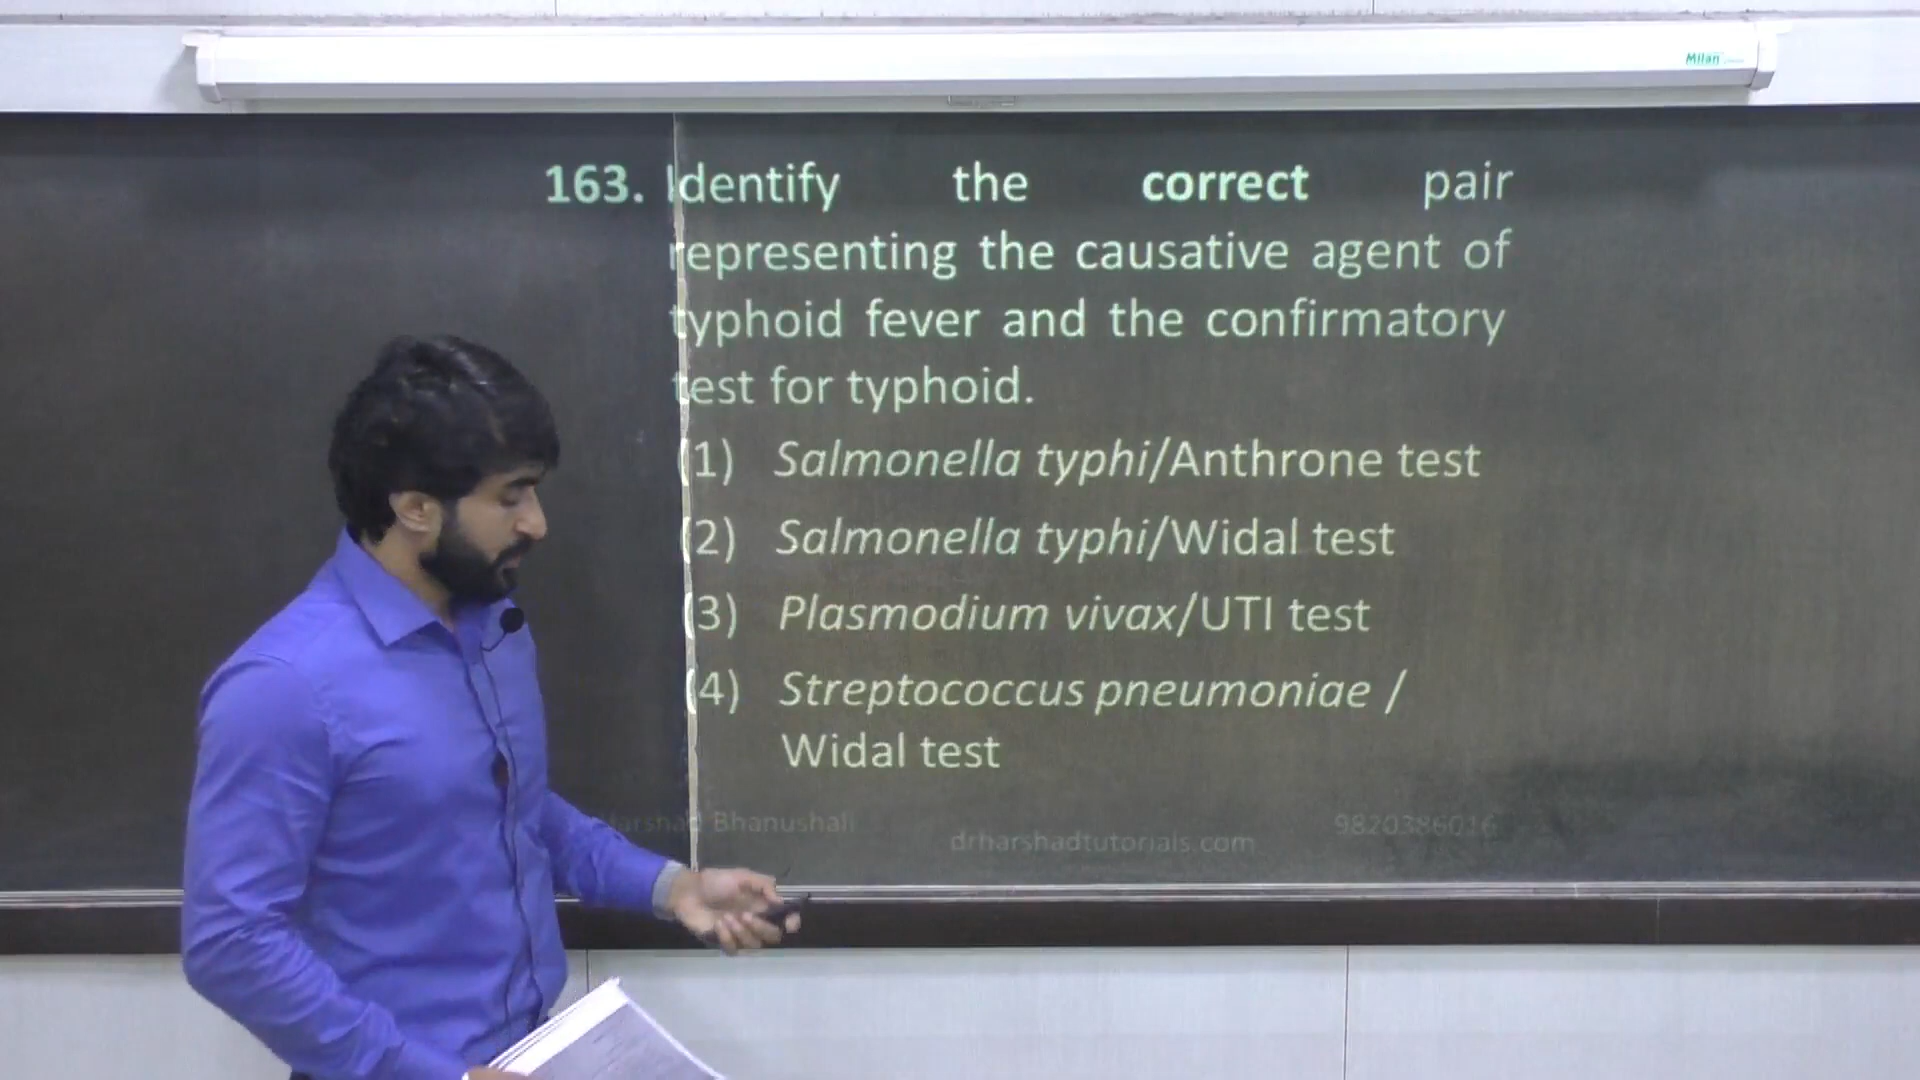 Milan
163. Identify the correct pair
representing the causative agent of
typhoid fever and the confirmatory
test for typhoid.
(1) Salmonella typhi/Anthrone test
(2) Salmonella typhi/Widal test
(3) Plasmodium vivax/UTI test
(4) Streptococcus pneumoniae /
Widal test
Harshad Bhanushali
drharshadtutorials.com
9820386016